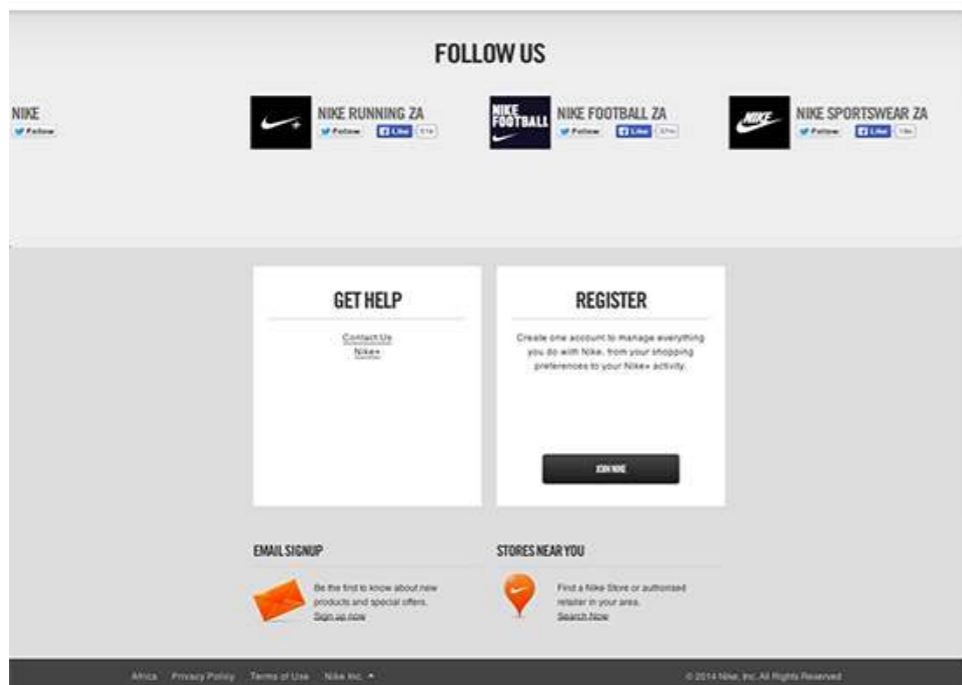 FOLLOW US
NIKE
Follow
NIKE RUNNING ZA
Follow Like
NIKE FOOTBALL
NIKE FOOTBALL ZA
Follow Like
NIKE
NIKE SPORTSWEAR ZA
Follow Like
GET HELP
Contact Us
Nike+
REGISTER
Create one account to manage everything
you do with Nike, from your shopping
preferences to your Nike+ activity.
JOIN NIKE
EMAIL SIGNUP
Be the first to know about new
products and special offers.
Sign up now
STORES NEAR YOU
Find a Nike Store or authorised
retailer in your area.
Search Now
Africa Privacy Policy Terms of Use Nike Inc.
© 2014 Nike, Inc. All Rights Reserved